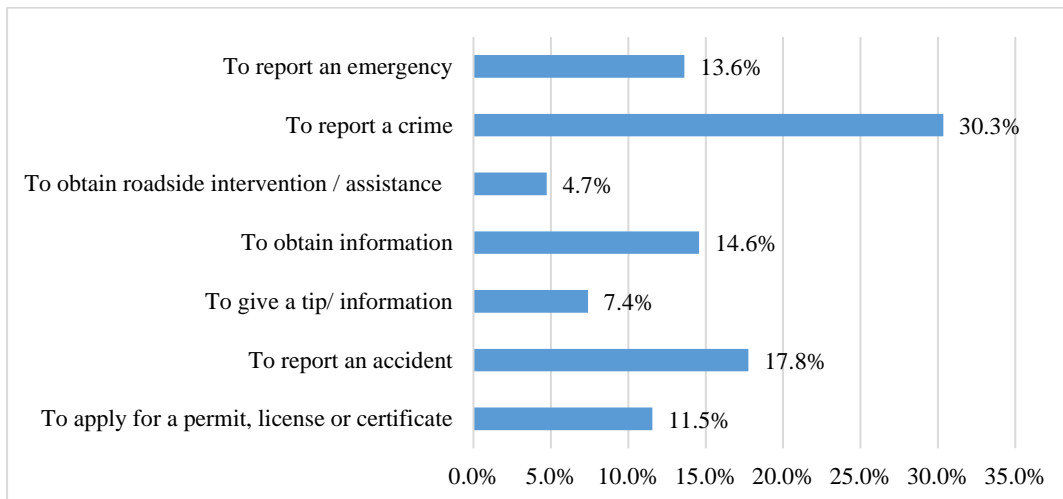 To report an emergency 13.6%
To report a crime 30.3%
To obtain roadside intervention / assistance 4.7%
To obtain information 14.6%
To give a tip/ information 7.4%
To report an accident 17.8%
To apply for a permit, license or certificate 11.5%
0.0% 5.0% 10.0% 15.0% 20.0% 25.0% 30.0% 35.0%